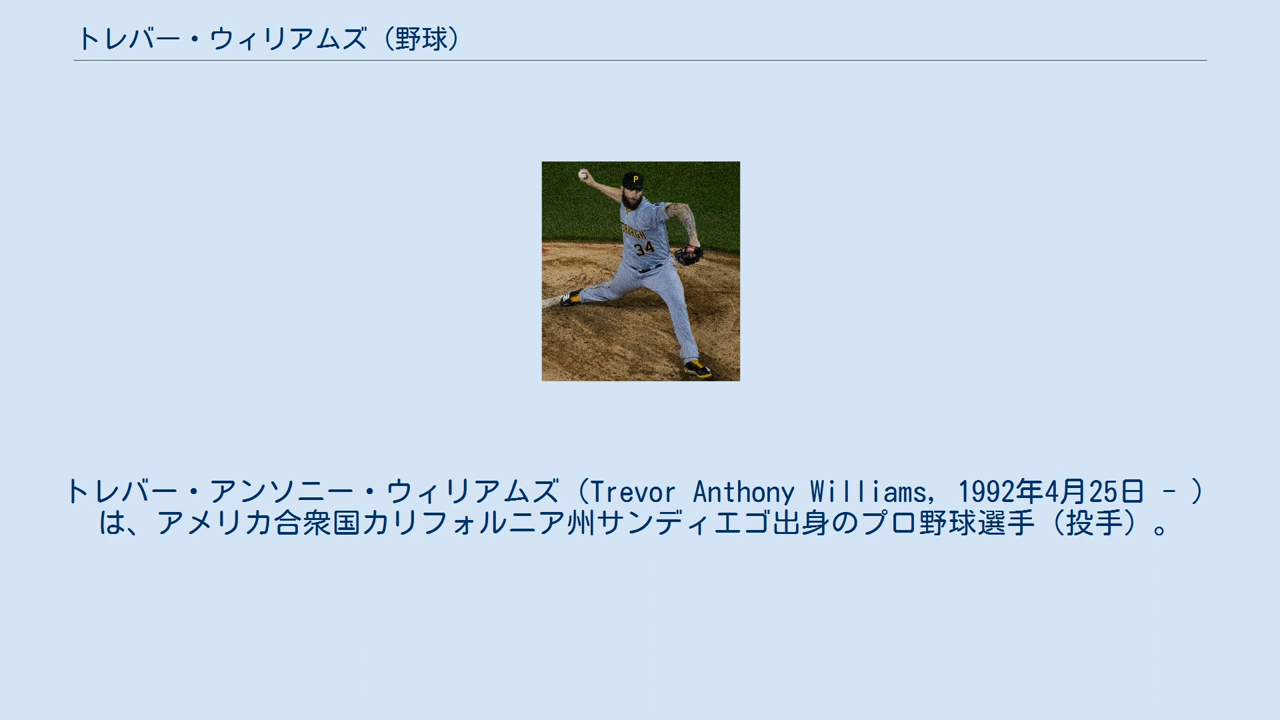 トレバー・ウィリアムズ（野球）
P
34
トレバー・アンソニー・ウィリアムズ（Trevor Anthony Williams, 1992年4月25日 - ）
は、アメリカ合衆国カリフォルニア州サンディエゴ出身のプロ野球選手（投手）。